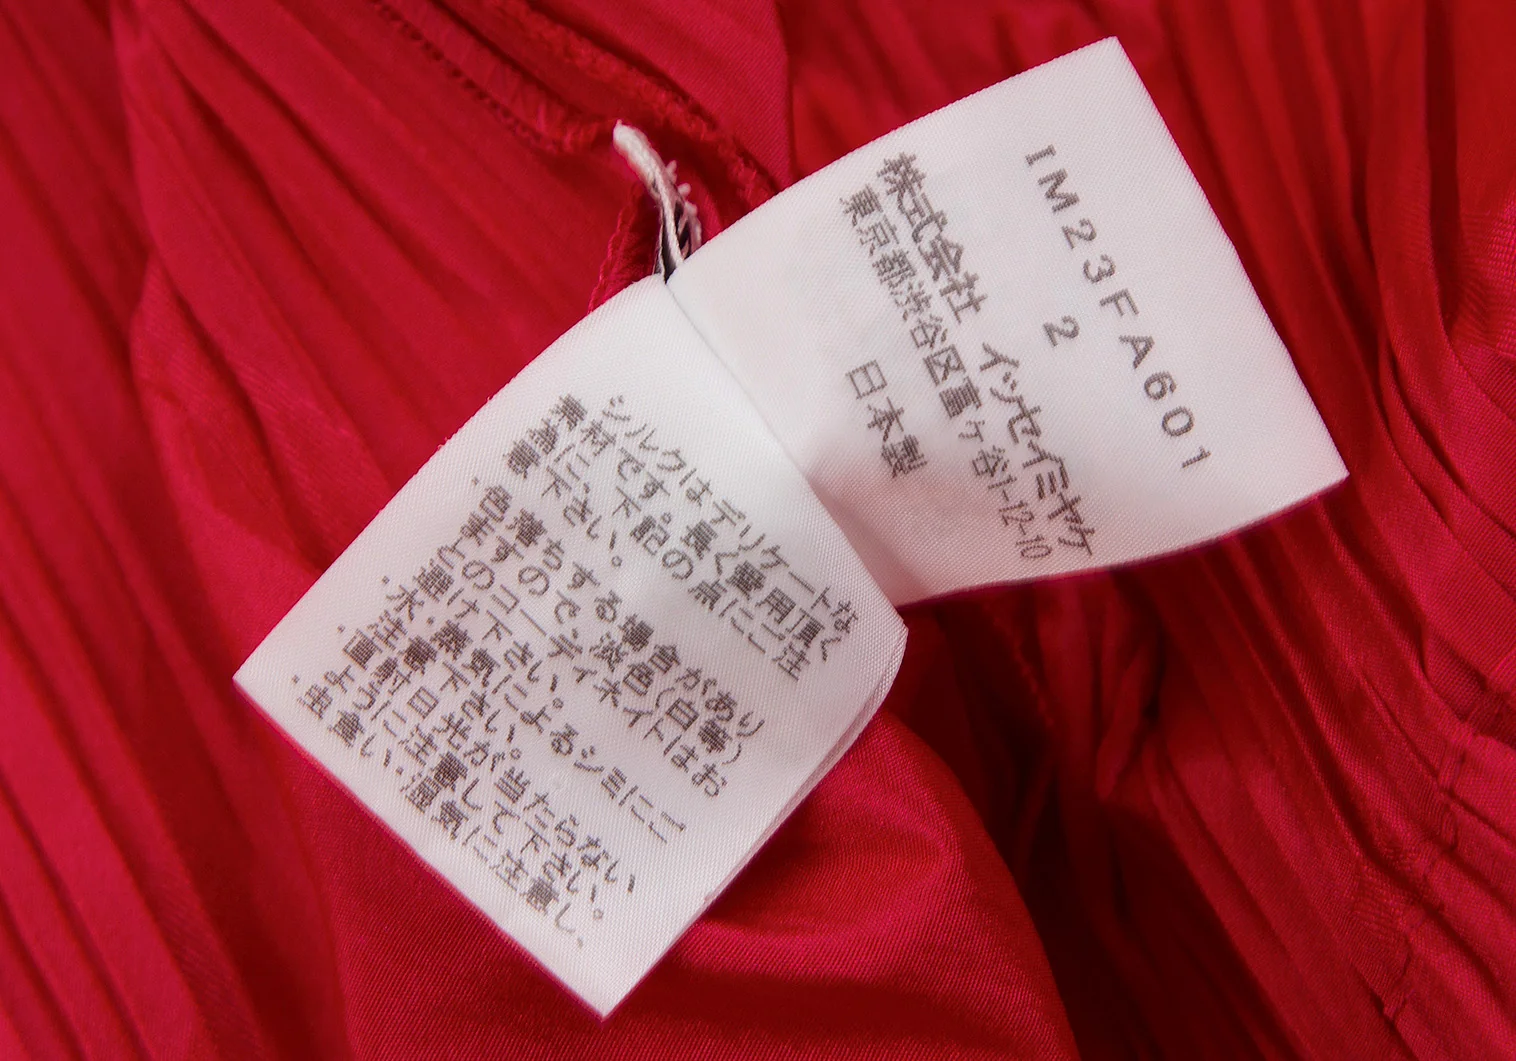 IM23FA601
2
株式会社 イッセイミヤケ
東京都渋谷区富ヶ谷1-12-10
日本製
シルクはデリケートな
素材です。長く愛用頂く
為に下記の点にご注
意下さい。
・色落ちする場合があり
ますので、淡色(白等)
とのコーディネイトはお
避け下さい。
・水・蒸気によるシミにご
注意下さい。
・直射日光が当たらない
ように注意して下さい。
・虫食い・湿気に注意し、